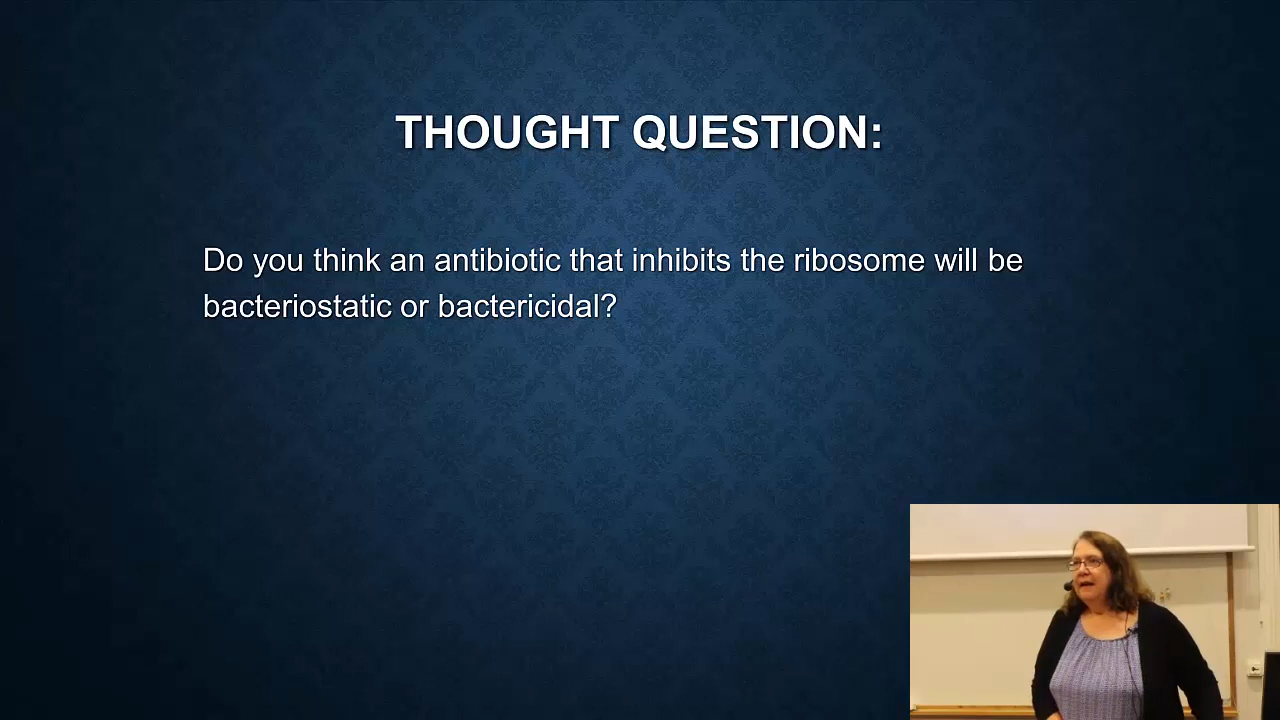 THOUGHT QUESTION:
Do you think an antibiotic that inhibits the ribosome will be
bacteriostatic or bactericidal?